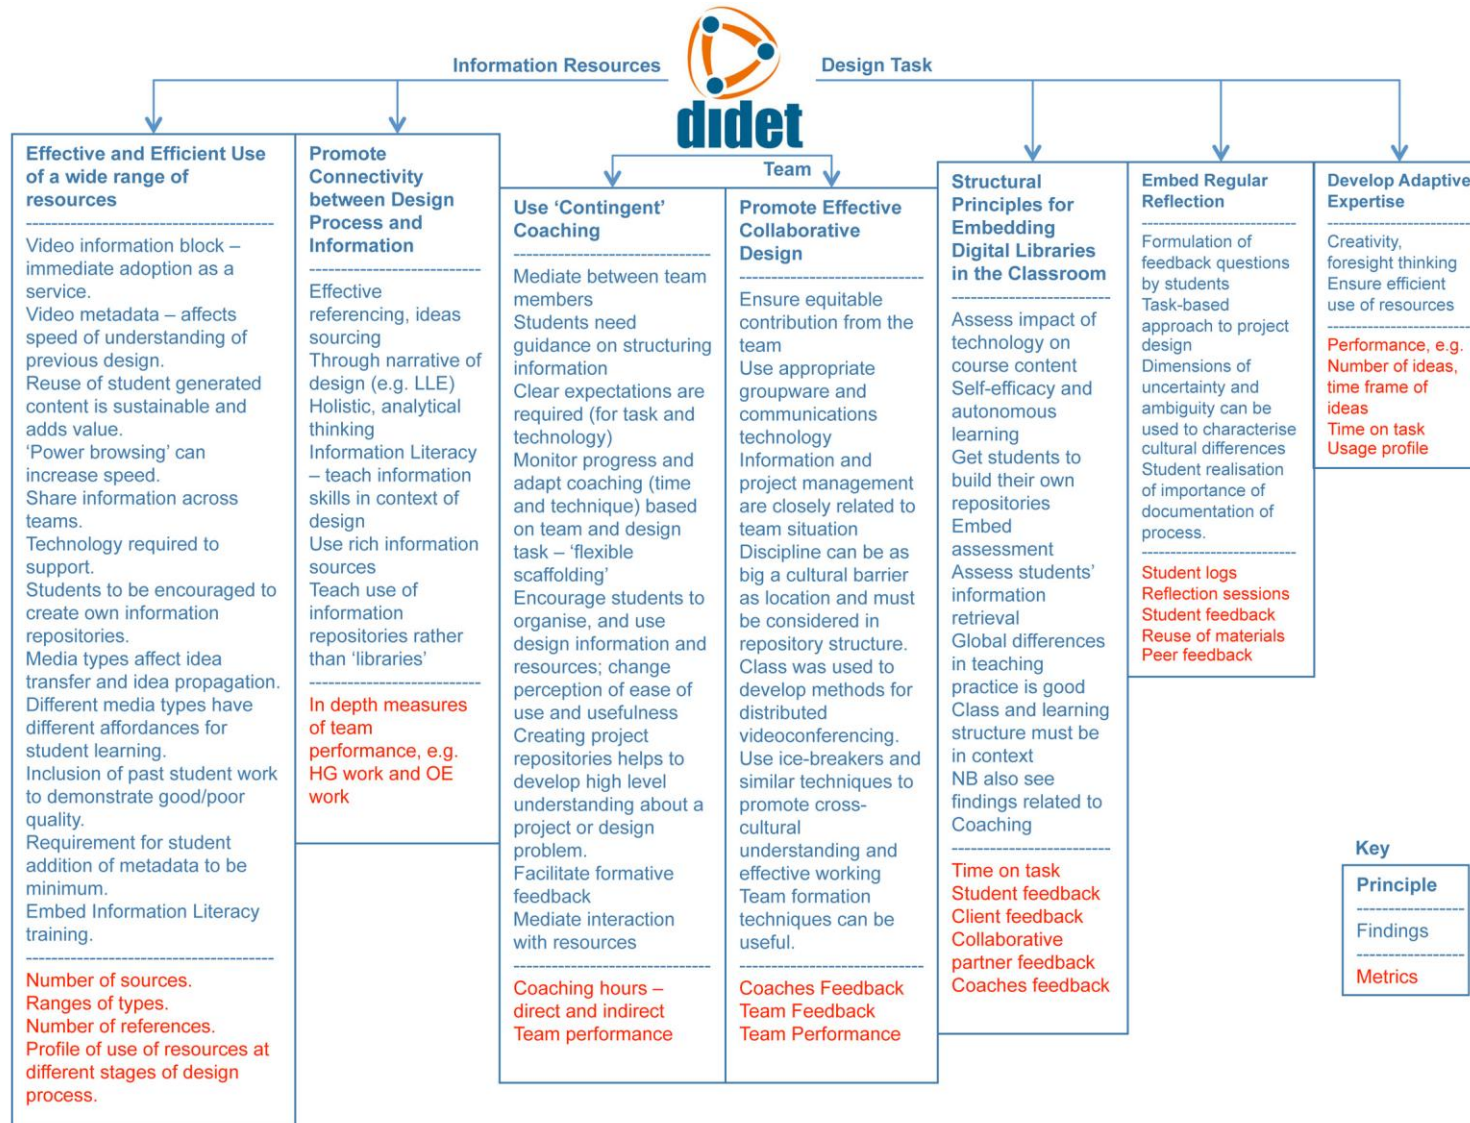 Information Resources
didet
Design Task
Team
Effective and Efficient Use
of a wide range of
resources
Video information block –
immediate adoption as a
service.
Video metadata – affects
speed of understanding of
previous design.
Reuse of student generated
content is sustainable and
adds value.
‘Power browsing’ can
increase speed.
Share information across
teams.
Technology required to
support.
Students to be encouraged to
create own information
repositories.
Media types affect idea
transfer and idea propagation.
Different media types have
different affordances for
student learning.
Inclusion of past student work
to demonstrate good/poor
quality.
Requirement for student
addition of metadata to be
minimum.
Embed Information Literacy
training.
Number of sources.
Ranges of types.
Number of references.
Profile of use of resources at
different stages of design
process.
Promote
Connectivity
between Design
Process and
Information
Effective
referencing, ideas
sourcing
Through narrative of
design (e.g. LLE)
Holistic, analytical
thinking
Information Literacy
– teach information
skills in context of
design
Use rich information
sources
Teach use of
information
repositories rather
than ‘libraries’
In depth measures
of team
performance, e.g.
HG work and OE
work
Use ‘Contingent’
Coaching
Mediate between team
members
Students need
guidance on structuring
information
Clear expectations are
required (for task and
technology)
Monitor progress and
adapt coaching (time
and technique) based
on team and design
task – ‘flexible
scaffolding’
Encourage students to
organise, and use
design information and
resources; change
perception of ease of
use and usefulness
Creating project
repositories helps to
develop high level
understanding about a
project or design
problem.
Facilitate formative
feedback
Mediate interaction
with resources
Coaching hours –
direct and indirect
Team performance
Promote Effective
Collaborative
Design
Ensure equitable
contribution from the
team
Use appropriate
groupware and
communications
technology
Information and
project management
are closely related to
team situation
Discipline can be as
big a cultural barrier
as location and must
be considered in
repository structure.
Class was used to
develop methods for
distributed
videoconferencing.
Use ice-breakers and
similar techniques to
promote cross-
cultural
understanding and
effective working
Team formation
techniques can be
useful.
Coaches Feedback
Team Feedback
Team Performance
Structural
Principles for
Embedding
Digital Libraries
in the Classroom
Assess impact of
technology on
course content
Self-efficacy and
autonomous
learning
Get students to
build their own
repositories
Embed
assessment
Assess students’
information
retrieval
Global differences
in teaching
practice is good
Class and learning
structure must be
in context
NB also see
findings related to
Coaching
Time on task
Student feedback
Client feedback
Collaborative
partner feedback
Coaches feedback
Embed Regular
Reflection
Formulation of
feedback questions
by students
Task-based
approach to project
design
Dimensions of
uncertainty and
ambiguity can be
used to characterise
cultural differences
Student realisation
of importance of
documentation of
process.
Student logs
Reflection sessions
Student feedback
Reuse of materials
Peer feedback
Develop Adaptive
Expertise
Creativity,
foresight thinking
Ensure efficient
use of resources
Performance, e.g.
Number of ideas,
time frame of
ideas
Time on task
Usage profile
Key
Principle
Findings
Metrics